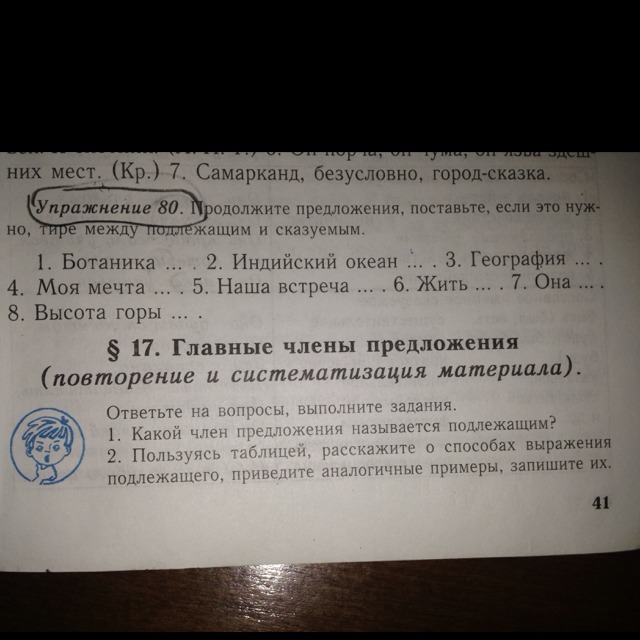 них мест. (Кр.) 7. Самарканд, безусловно, город-сказка.
Упражнение 80. Продолжите предложения, поставьте, если это нуж-
но, тире между подлежащим и сказуемым.
1. Ботаника ... . 2. Индийский океан ... . 3. География ... .
4. Моя мечта ... . 5. Наша встреча ... . 6. Жить ... . 7. Она ... .
8. Высота горы ... .
§ 17. Главные члены предложения
(повторение и систематизация материала).
Ответьте на вопросы, выполните задания.
1. Какой член предложения называется подлежащим?
2. Пользуясь таблицей, расскажите о способах выражения
подлежащего, приведите аналогичные примеры, запишите их.
41